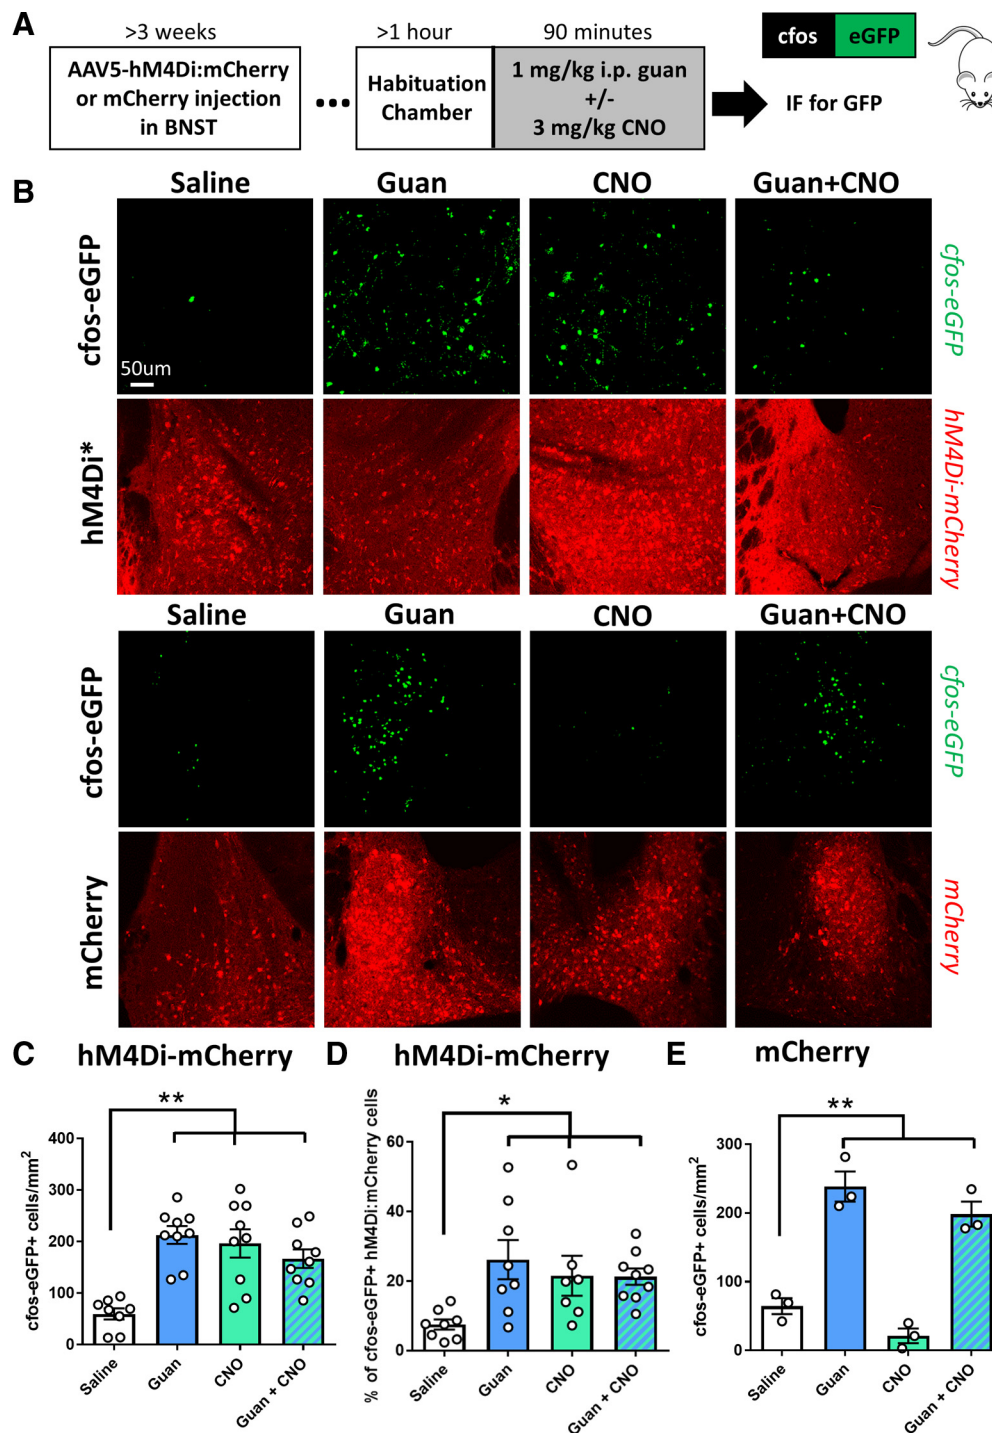 A
>3 weeks
>1 hour
90 minutes
cfos
eGFP
AAV5-hM4Di:mCherry
or mCherry injection
in BNST
Habituation
Chamber
1 mg/kg i.p. guan
+/-
3 mg/kg CNO
IF for GFP
B
Saline
Guan
CNO
Guan+CNO
cfos-eGFP
50um
cfos-eGFP
hM4Di*
hM4Di-mCherry
Saline
Guan
CNO
Guan+CNO
cfos-eGFP
cfos-eGFP
mCherry
mCherry
C
hM4Di-mCherry
**
cfos-eGFP+ cells/mm²
400
300
200
100
0
Saline
Guan
CNO
Guan + CNO
D
hM4Di-mCherry
*
% of cfos-eGFP+ hM4Di:mCherry cells
60
40
20
0
Saline
Guan
CNO
Guan + CNO
E
mCherry
**
cfos-eGFP+ cells/mm²
300
200
100
0
Saline
Guan
CNO
Guan + CNO